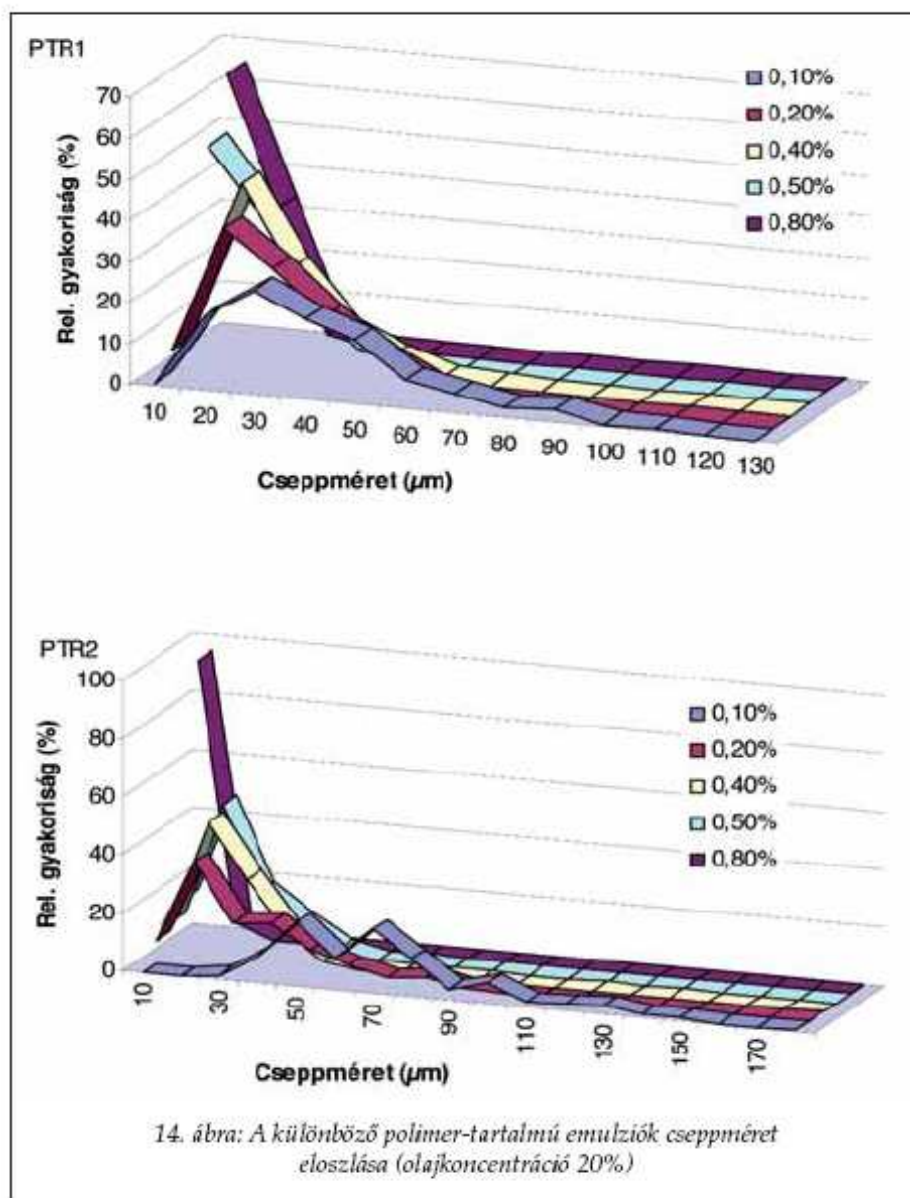 PTR1
0,10%
0,20%
0,40%
0,50%
0,80%
70
60
50
40
30
20
10
0
Rel. gyakoriság (%)
10 20 30 40 50 60 70 80 90 100 110 120 130
Cseppméret (µm)
PTR2
0,10%
0,20%
0,40%
0,50%
0,80%
100
80
60
40
20
0
Rel. gyakoriság (%)
10 30 50 70 90 110 130 150 170
Cseppméret (µm)
14. ábra: A különböző polimer-tartalmú emulziók cseppméret
eloszlása (olajkoncentráció 20%)